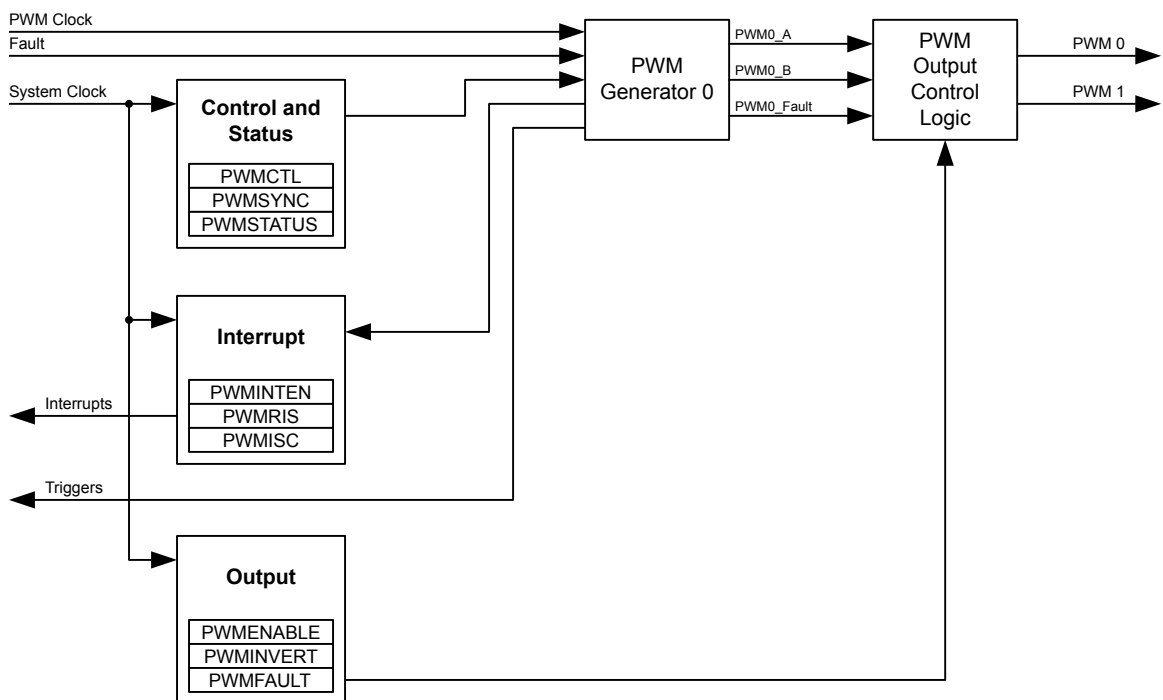 PWM Clock
Fault
System Clock
Control and
Status
PWMCTL
PWMSYNC
PWMSTATUS
Interrupt
PWMINTEN
PWMRIS
PWMISC
Interrupts
Triggers
Output
PWMENABLE
PWMINVERT
PWMFAULT
PWM
Generator 0
PWM0_A
PWM0_B
PWM0_Fault
PWM
Output
Control
Logic
PWM 0
PWM 1